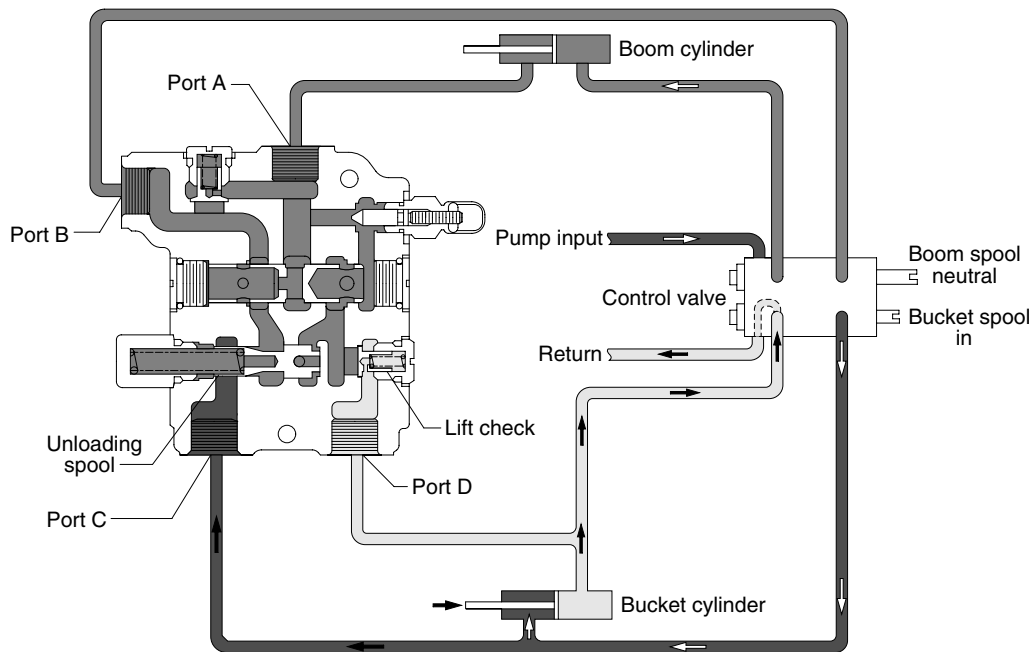 Boom cylinder
Port A
Port B
Pump input
Boom spool
neutral
Control valve
Bucket spool
in
Return
Lift check
Unloading
spool
Port D
Port C
Bucket cylinder